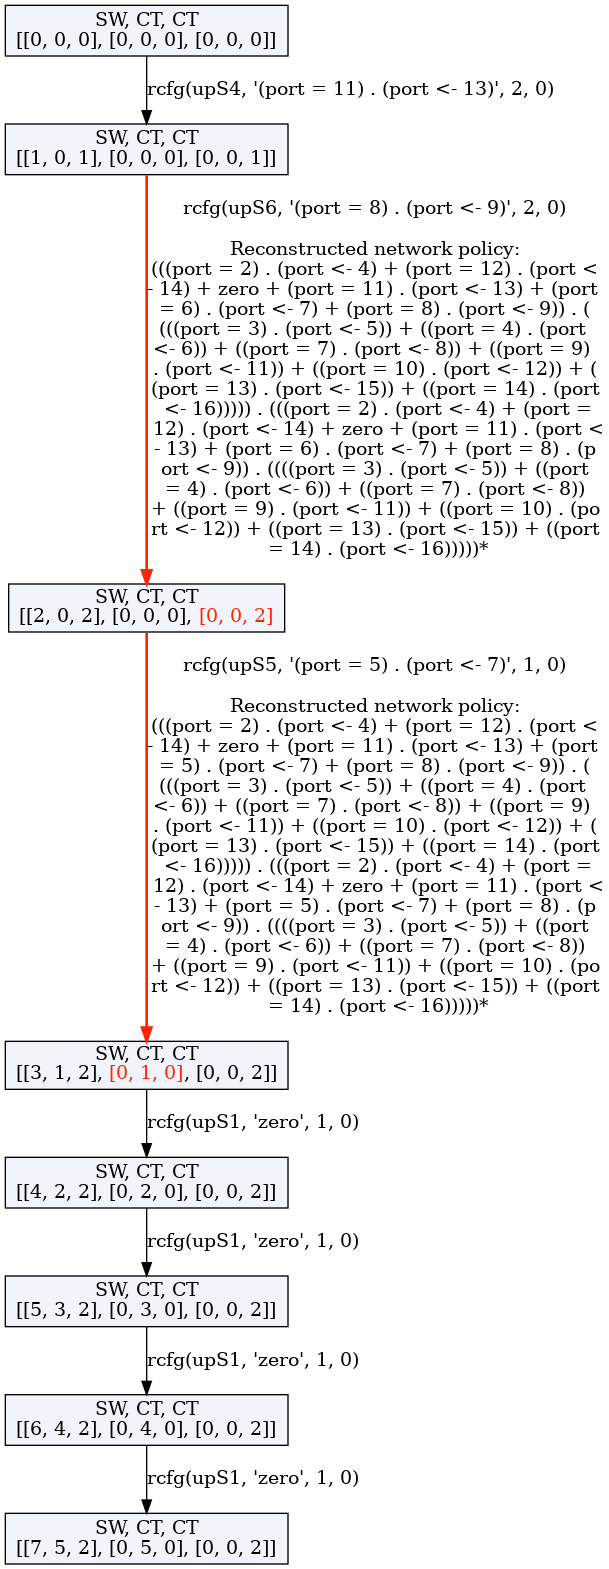 SW, CT, CT
[[0, 0, 0], [0, 0, 0], [0, 0, 0]]
rcfg(upS4, '(port = 11) . (port <- 13)', 2, 0)
SW, CT, CT
[[1, 0, 1], [0, 0, 0], [0, 0, 1]]
rcfg(upS6, '(port = 8) . (port <- 9)', 2, 0)
Reconstructed network policy:
(((port = 2) . (port <- 4) + (port = 12) . (port <
- 14) + zero + (port = 11) . (port <- 13) + (port
= 6) . (port <- 7) + (port = 8) . (port <- 9)) . (
(((port = 3) . (port <- 5)) + ((port = 4) . (port
<- 6)) + ((port = 7) . (port <- 8)) + ((port = 9)
. (port <- 11)) + ((port = 10) . (port <- 12)) + (
(port = 13) . (port <- 15)) + ((port = 14) . (port
<- 16))))) . (((port = 2) . (port <- 4) + (port =
12) . (port <- 14) + zero + (port = 11) . (port <
- 13) + (port = 6) . (port <- 7) + (port = 8) . (p
ort <- 9)) . ((((port = 3) . (port <- 5)) + ((port
= 4) . (port <- 6)) + ((port = 7) . (port <- 8))
+ ((port = 9) . (port <- 11)) + ((port = 10) . (po
rt <- 12)) + ((port = 13) . (port <- 15)) + ((port
= 14) . (port <- 16)))))*
SW, CT, CT
[[2, 0, 2], [0, 0, 0], [0, 0, 2]
rcfg(upS5, '(port = 5) . (port <- 7)', 1, 0)
Reconstructed network policy:
(((port = 2) . (port <- 4) + (port = 12) . (port <
- 14) + zero + (port = 11) . (port <- 13) + (port
= 5) . (port <- 7) + (port = 8) . (port <- 9)) . (
(((port = 3) . (port <- 5)) + ((port = 4) . (port
<- 6)) + ((port = 7) . (port <- 8)) + ((port = 9)
. (port <- 11)) + ((port = 10) . (port <- 12)) + (
(port = 13) . (port <- 15)) + ((port = 14) . (port
<- 16))))) . (((port = 2) . (port <- 4) + (port =
12) . (port <- 14) + zero + (port = 11) . (port <
- 13) + (port = 5) . (port <- 7) + (port = 8) . (p
ort <- 9)) . ((((port = 3) . (port <- 5)) + ((port
= 4) . (port <- 6)) + ((port = 7) . (port <- 8))
+ ((port = 9) . (port <- 11)) + ((port = 10) . (po
rt <- 12)) + ((port = 13) . (port <- 15)) + ((port
= 14) . (port <- 16)))))*
SW, CT, CT
[[3, 1, 2], [0, 1, 0], [0, 0, 2]]
rcfg(upS1, 'zero', 1, 0)
SW, CT, CT
[[4, 2, 2], [0, 2, 0], [0, 0, 2]]
rcfg(upS1, 'zero', 1, 0)
SW, CT, CT
[[5, 3, 2], [0, 3, 0], [0, 0, 2]]
rcfg(upS1, 'zero', 1, 0)
SW, CT, CT
[[6, 4, 2], [0, 4, 0], [0, 0, 2]]
rcfg(upS1, 'zero', 1, 0)
SW, CT, CT
[[7, 5, 2], [0, 5, 0], [0, 0, 2]]